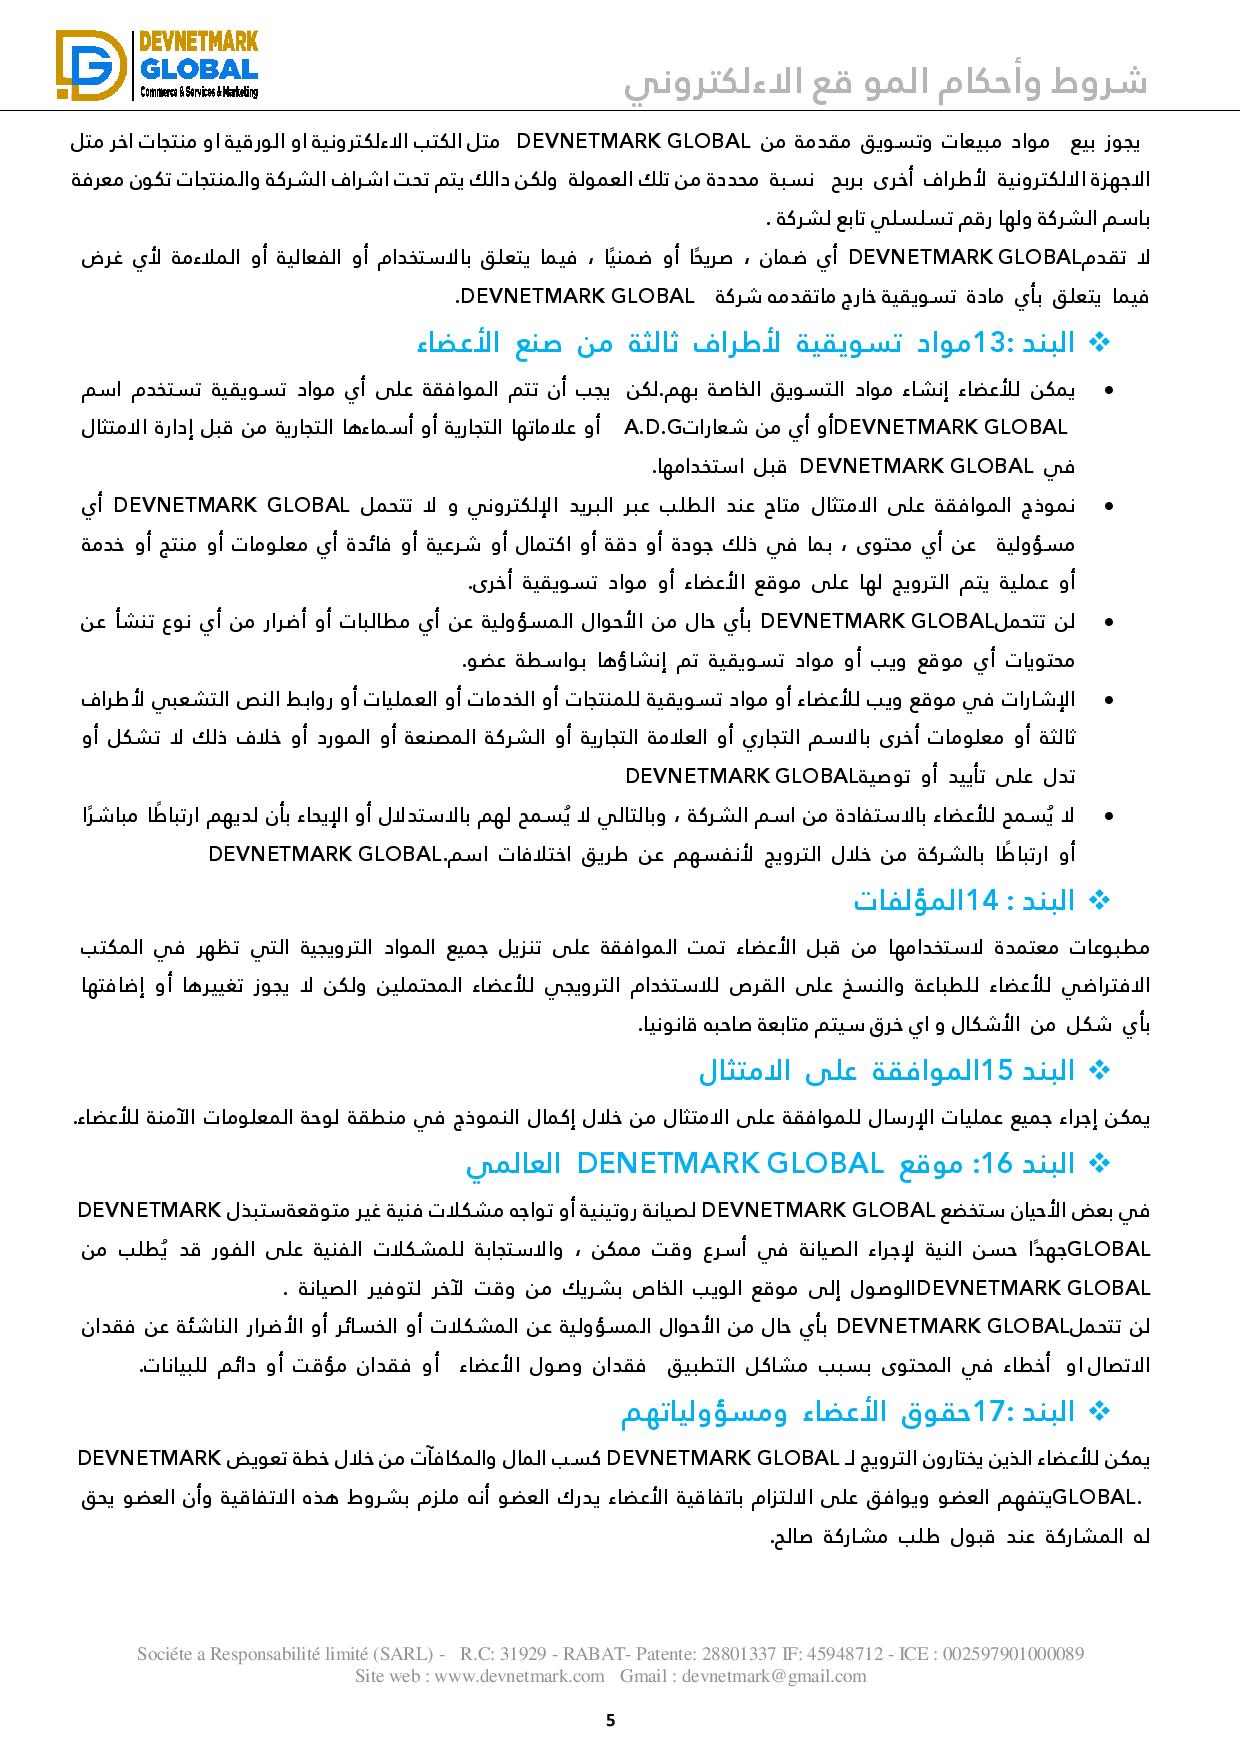 DEVNETMARK
GLOBAL
Commerce & Services & Marketing
شروط وأحكام المو قع الاءلكتروني
يجوز بيع مواد مبيعات وتسويق مقدمة من DEVNETMARK GLOBAL متل الكتب الاءلكترونية او الورقية او منتجات اخر متل
الاجهزة الالكترونية لأطراف أخرى بربح نسبة محددة من تلك العمولة ولكن دالك يتم تحت اشراف الشركة والمنتجات تكون معرفة
باسم الشركة ولها رقم تسلسلي تابع لشركة .
لا تقدمDEVNETMARK GLOBAL أي ضمان ، صريحًا أو ضمنيًا ، فيما يتعلق بالاستخدام أو الفعالية أو الملاءمة لأي غرض
فيما يتعلق بأي مادة تسويقية خارج ماتقدمه شركة DEVNETMARK GLOBAL.
❖ البند :13مواد تسويقية لأطراف ثالثة من صنع الأعضاء
• يمكن للأعضاء إنشاء مواد التسويق الخاصة بهم.لكن يجب أن تتم الموافقة على أي مواد تسويقية تستخدم اسم
DEVNETMARK GLOBALأو أي من شعاراتA.D.G أو علاماتها التجارية أو أسماءها التجارية من قبل إدارة الامتثال
في DEVNETMARK GLOBAL قبل استخدامها.
• نموذج الموافقة على الامتثال متاح عند الطلب عبر البريد الإلكتروني و لا تتحمل DEVNETMARK GLOBAL أي
مسؤولية عن أي محتوى ، بما في ذلك جودة أو دقة أو اكتمال أو شرعية أو فائدة أي معلومات أو منتج أو خدمة
أو عملية يتم الترويج لها على موقع الأعضاء أو مواد تسويقية أخرى.
• لن تتحملDEVNETMARK GLOBAL بأي حال من الأحوال المسؤولية عن أي مطالبات أو أضرار من أي نوع تنشأ عن
محتويات أي موقع ويب أو مواد تسويقية تم إنشاؤها بواسطة عضو.
• الإشارات في موقع ويب للأعضاء أو مواد تسويقية للمنتجات أو الخدمات أو العمليات أو روابط النص التشعبي لأطراف
ثالثة أو معلومات أخرى بالاسم التجاري أو العلامة التجارية أو الشركة المصنعة أو المورد أو خلاف ذلك لا تشكل أو
تدل على تأييد أو توصيةDEVNETMARK GLOBAL
• لا يُسمح للأعضاء بالاستفادة من اسم الشركة ، وبالتالي لا يُسمح لهم بالاستدلال أو الإيحاء بأن لديهم ارتباطًا مباشرًا
أو ارتباطًا بالشركة من خلال الترويج لأنفسهم عن طريق اختلافات اسم.DEVNETMARK GLOBAL
❖ البند : 14المؤلفات
مطبوعات معتمدة لاستخدامها من قبل الأعضاء تمت الموافقة على تنزيل جميع المواد الترويجية التي تظهر في المكتب
الافتراضي للأعضاء للطباعة والنسخ على القرص للاستخدام الترويجي للأعضاء المحتملين ولكن لا يجوز تغييرها أو إضافتها
بأي شكل من الأشكال و اي خرق سيتم متابعة صاحبه قانونيا.
❖ البند 15الموافقة على الامتثال
يمكن إجراء جميع عمليات الإرسال للموافقة على الامتثال من خلال إكمال النموذج في منطقة لوحة المعلومات الآمنة للأعضاء.
❖ البند 16: موقع DENETMARK GLOBAL العالمي
في بعض الأحيان ستخضع DEVNETMARK GLOBAL لصيانة روتينية أو تواجه مشكلات فنية غير متوقعةستبذل DEVNETMARK
GLOBALجهدًا حسن النية لإجراء الصيانة في أسرع وقت ممكن ، والاستجابة للمشكلات الفنية على الفور قد يُطلب من
DEVNETMARK GLOBALالوصول إلى موقع الويب الخاص بشريك من وقت لآخر لتوفير الصيانة .
لن تتحملDEVNETMARK GLOBAL بأي حال من الأحوال المسؤولية عن المشكلات أو الخسائر أو الأضرار الناشئة عن فقدان
الاتصال او أخطاء في المحتوى بسبب مشاكل التطبيق فقدان وصول الأعضاء أو فقدان مؤقت أو دائم للبيانات.
❖ البند :17حقوق الأعضاء ومسؤولياتهم
يمكن للأعضاء الذين يختارون الترويج لـ DEVNETMARK GLOBAL كسب المال والمكافآت من خلال خطة تعويض DEVNETMARK
GLOBAL.يتفهم العضو ويوافق على الالتزام باتفاقية الأعضاء يدرك العضو أنه ملزم بشروط هذه الاتفاقية وأن العضو يحق
له المشاركة عند قبول طلب مشاركة صالح.
Sociéte a Responsabilité limité (SARL) - R.C: 31929 - RABAT- Patente: 28801337 IF: 45948712 - ICE : 002597901000089
Site web : www.devnetmark.com Gmail : devnetmark@gmail.com
5